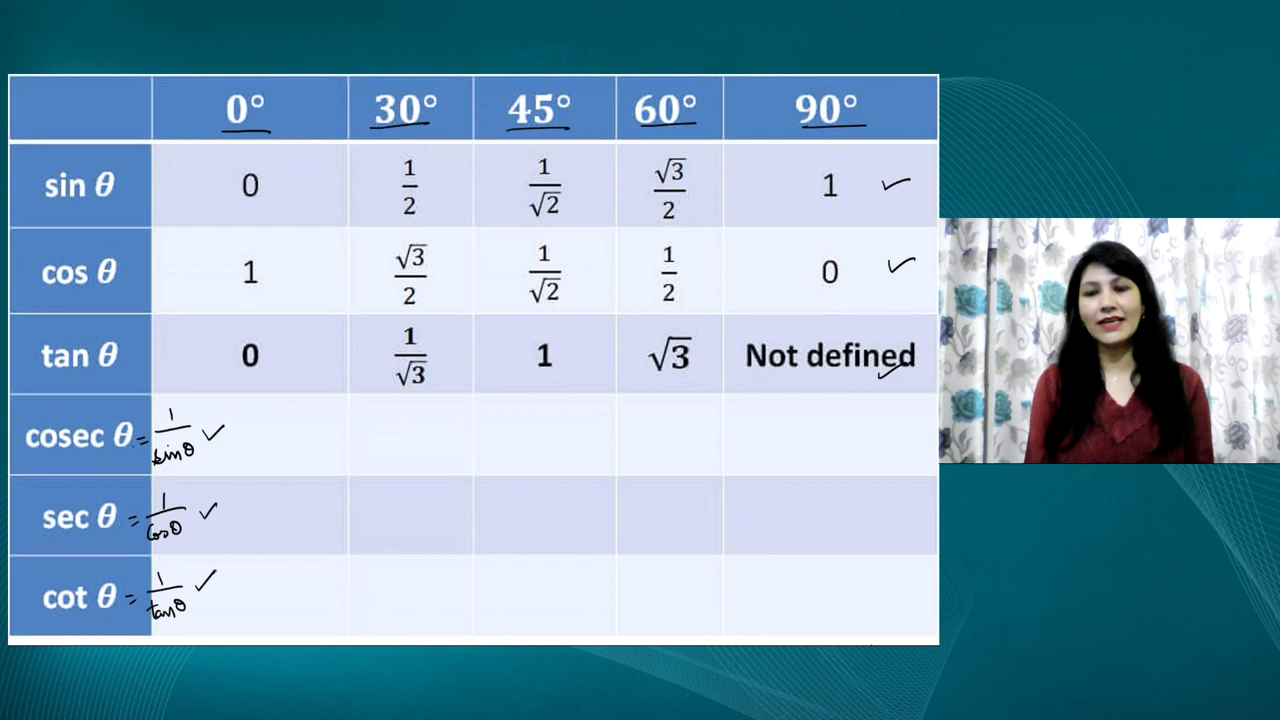 0° 30° 45° 60° 90°
sin θ 0 1/2 1/√2 √3/2 1 ✓
cos θ 1 √3/2 1/√2 1/2 0 ✓
tan θ 0 1/√3 1 √3 Not defined ✓
cosec θ = 1/sinθ ✓
sec θ = 1/cosθ ✓
cot θ = 1/tanθ ✓